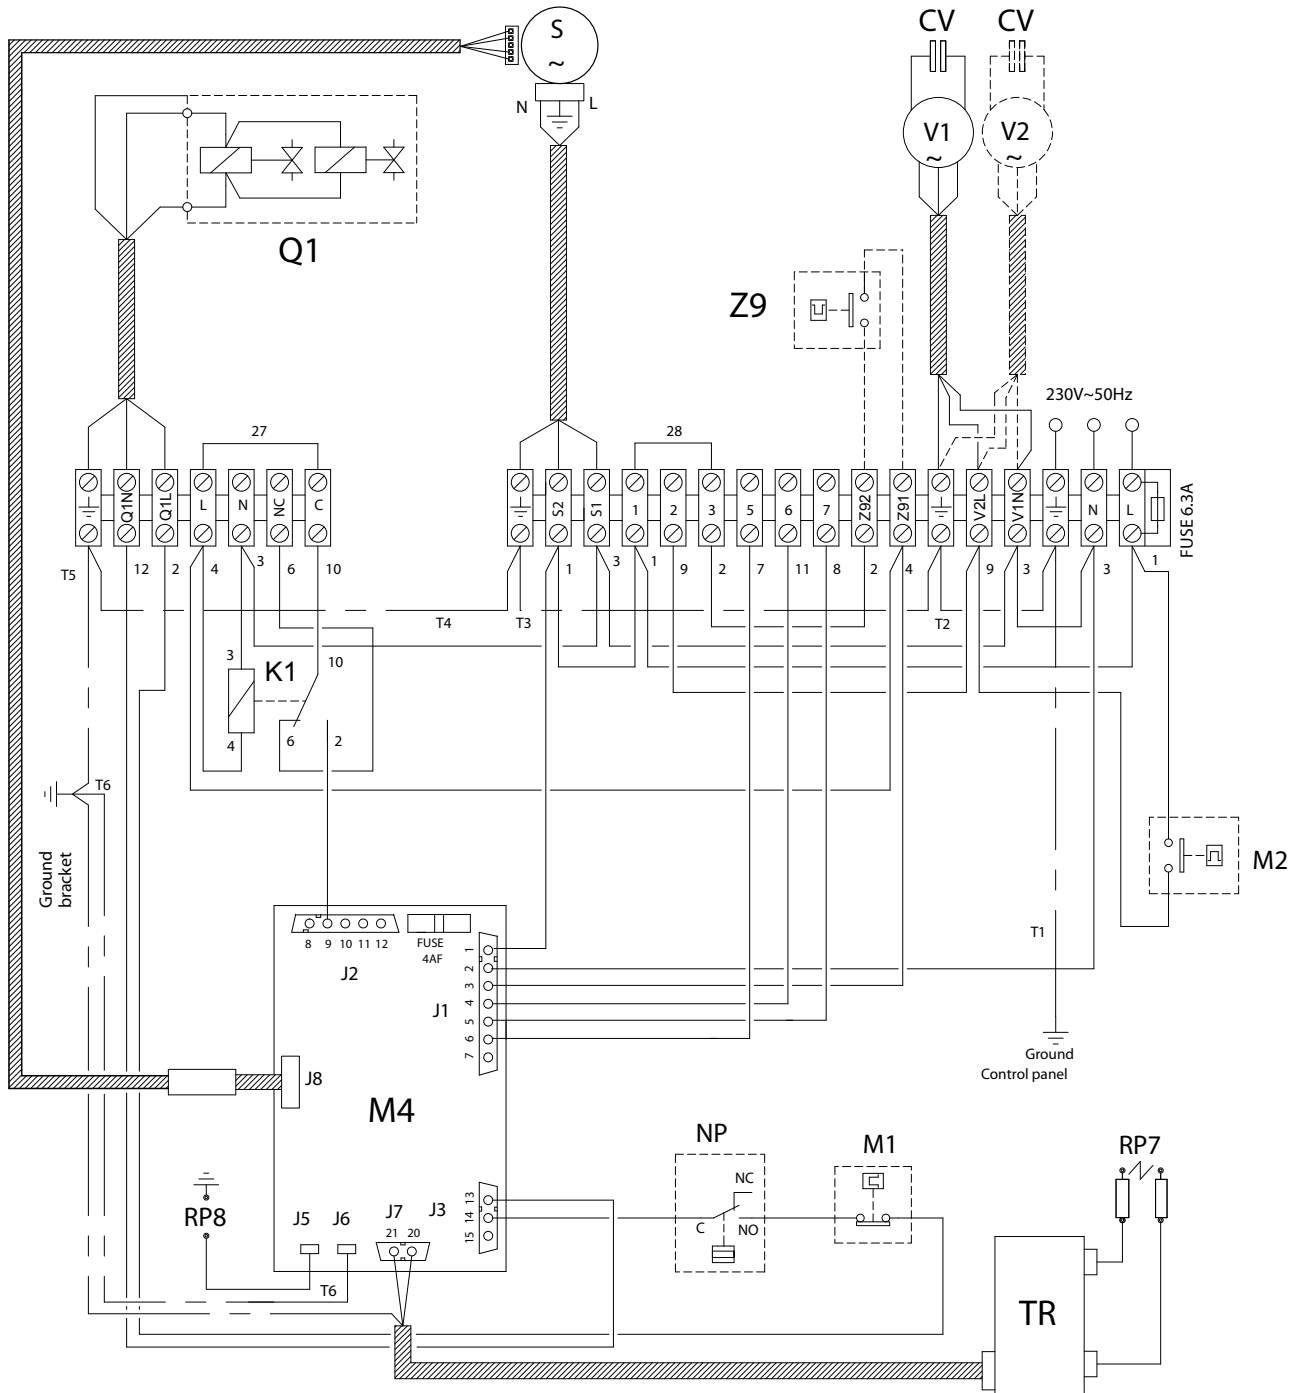 CV CV
S
~
N L
V1
~
V2
~
Q1
Z9
230V~50Hz
27 28
Q1N Q1L L N NC C S2 S1 1 2 3 5 6 7 Z92 Z91 V2L V1N N L
FUSE 6.3A
T5 12 2 4 3 6 10 1 3 1 9 2 7 11 8 2 4 9 3 3 1
T4 T3 T2
3 K1 10
4 6 2
T6
Ground
bracket
M2
T1
8 9 10 11 12
FUSE
4AF
J2
J1
1
2
3
4
5
6
7
Ground
Control panel
J8
M4
NP
M1
RP7
NC
C NO
RP8
J5 J6 J7 J3
21 20
13
14
15
T6
TR